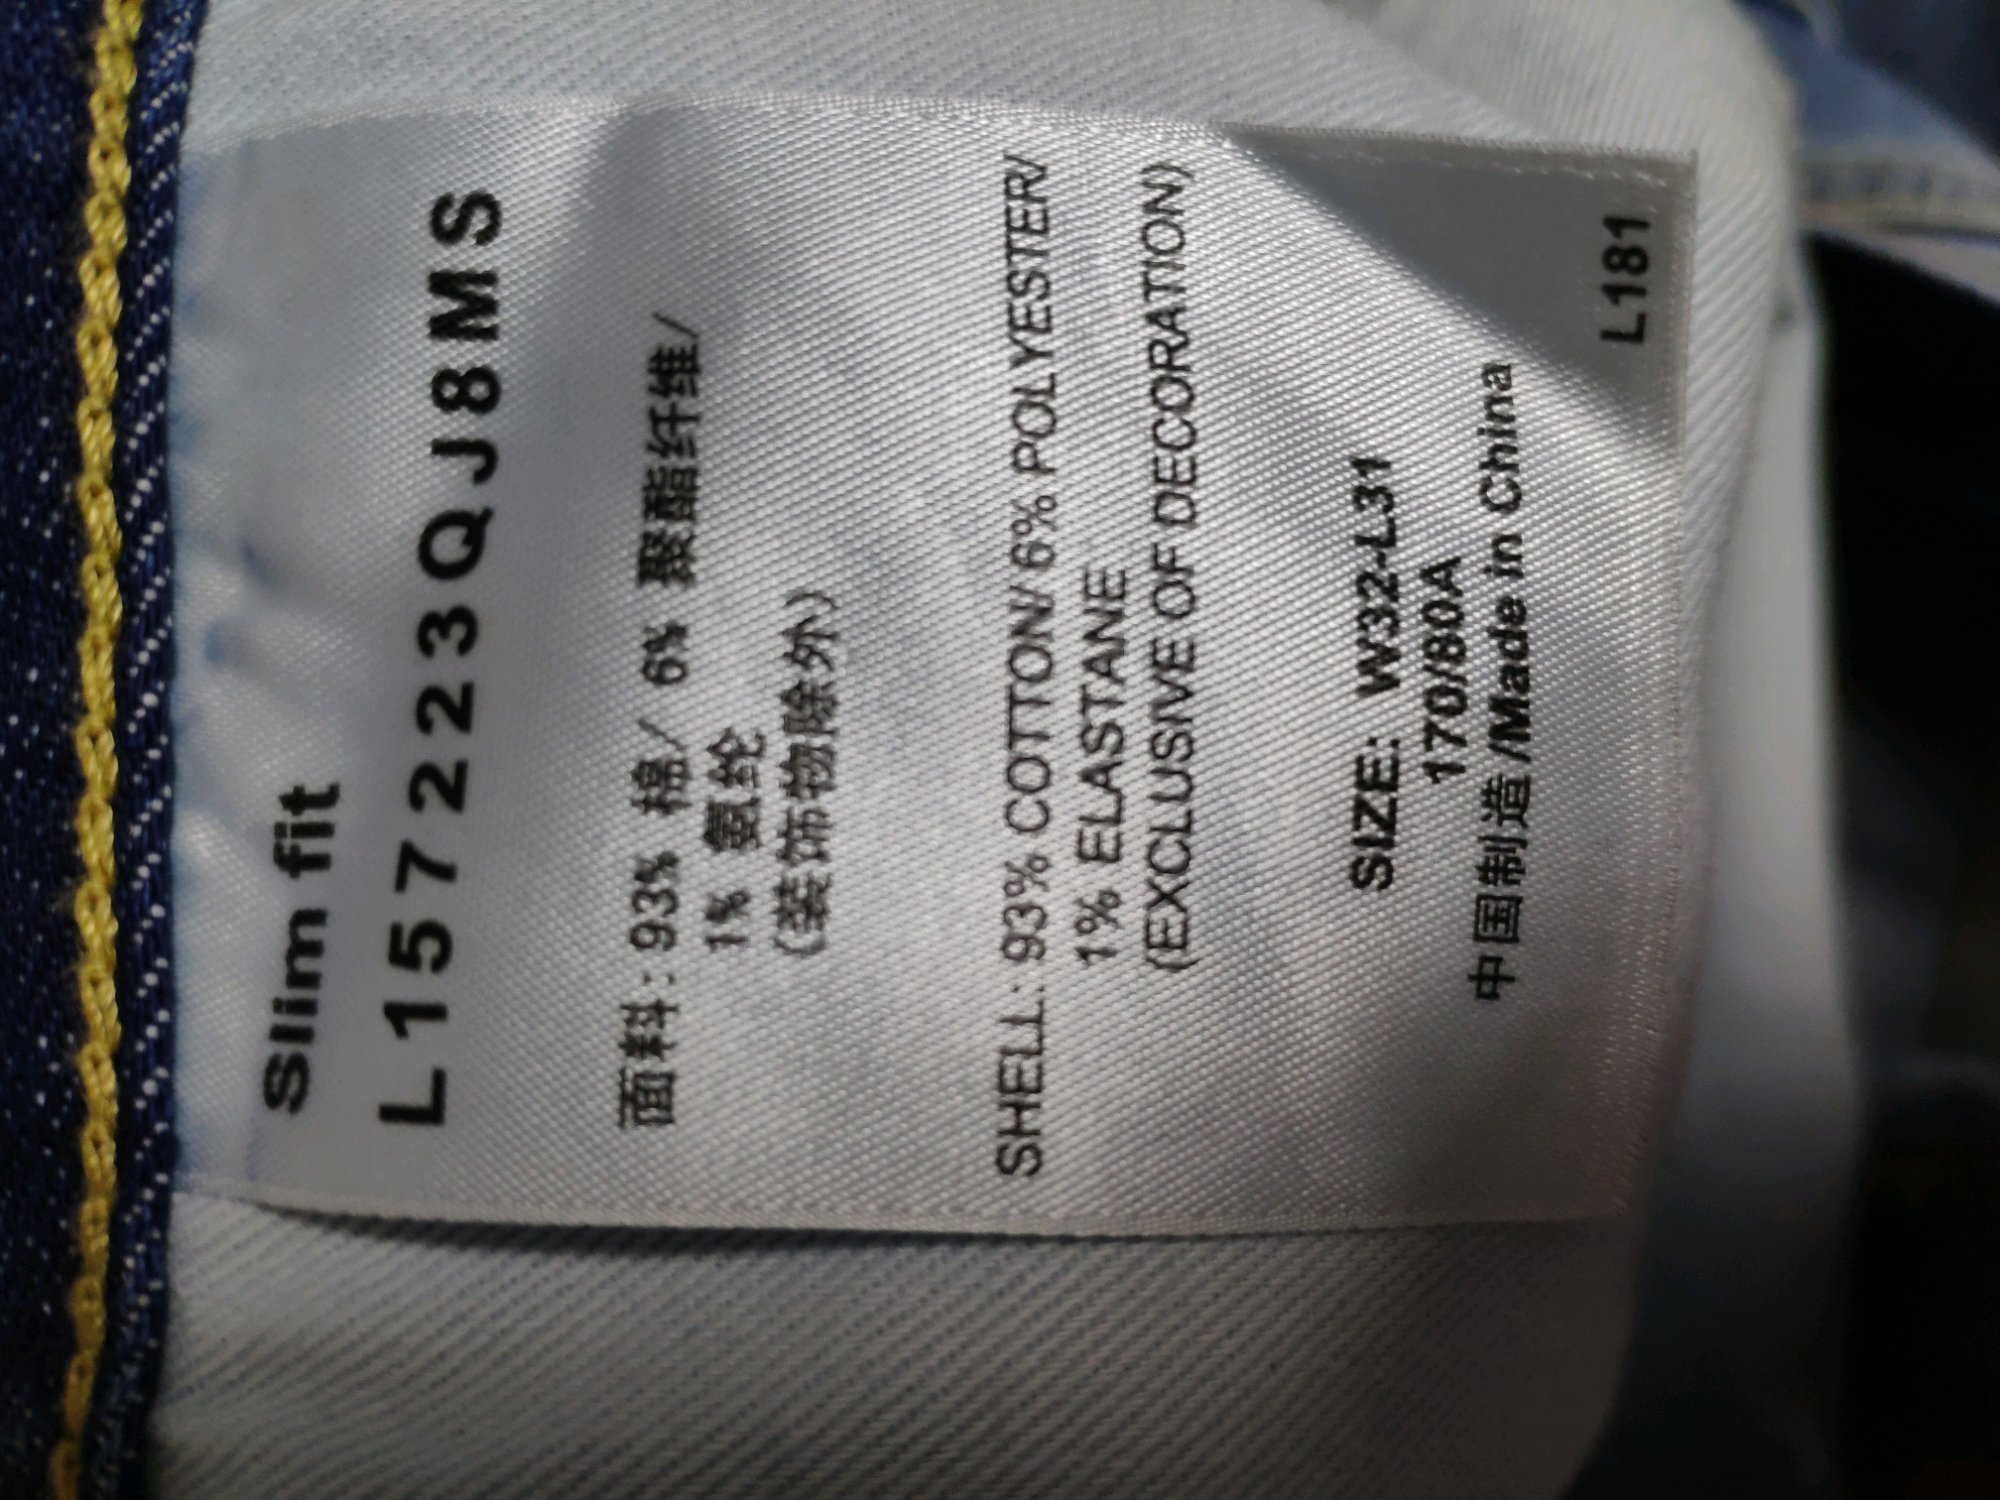 Slim fit
L157223QJ8MS
面料: 93% 棉/ 6% 聚酯纤维/
1% 氨纶
(装饰物除外)
SHELL: 93% COTTON/ 6% POLYESTER/
1% ELASTANE
(EXCLUSIVE OF DECORATION)
SIZE: W32-L31
170/80A
中国制造/Made in China
L181